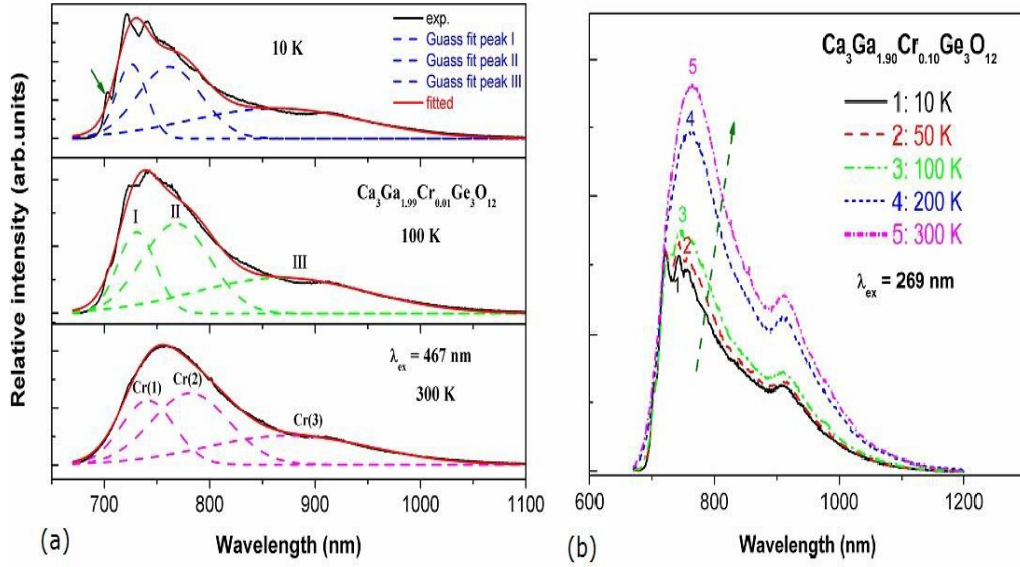 exp.
Guass fit peak I
Guass fit peak II
Guass fit peak III
fitted
10 K
Ca3Ga1.99Cr0.01Ge3O12
100 K
I
II
III
λex = 467 nm
300 K
Cr(1)
Cr(2)
Cr(3)
Relative intensity (arb.units)
700 800 900 1000 1100
Wavelength (nm)
(a)
Ca3Ga1.90Cr0.10Ge3O12
1: 10 K
2: 50 K
3: 100 K
4: 200 K
5: 300 K
λex = 269 nm
5
4
3
1
600 800 1000 1200
Wavelength (nm)
(b)